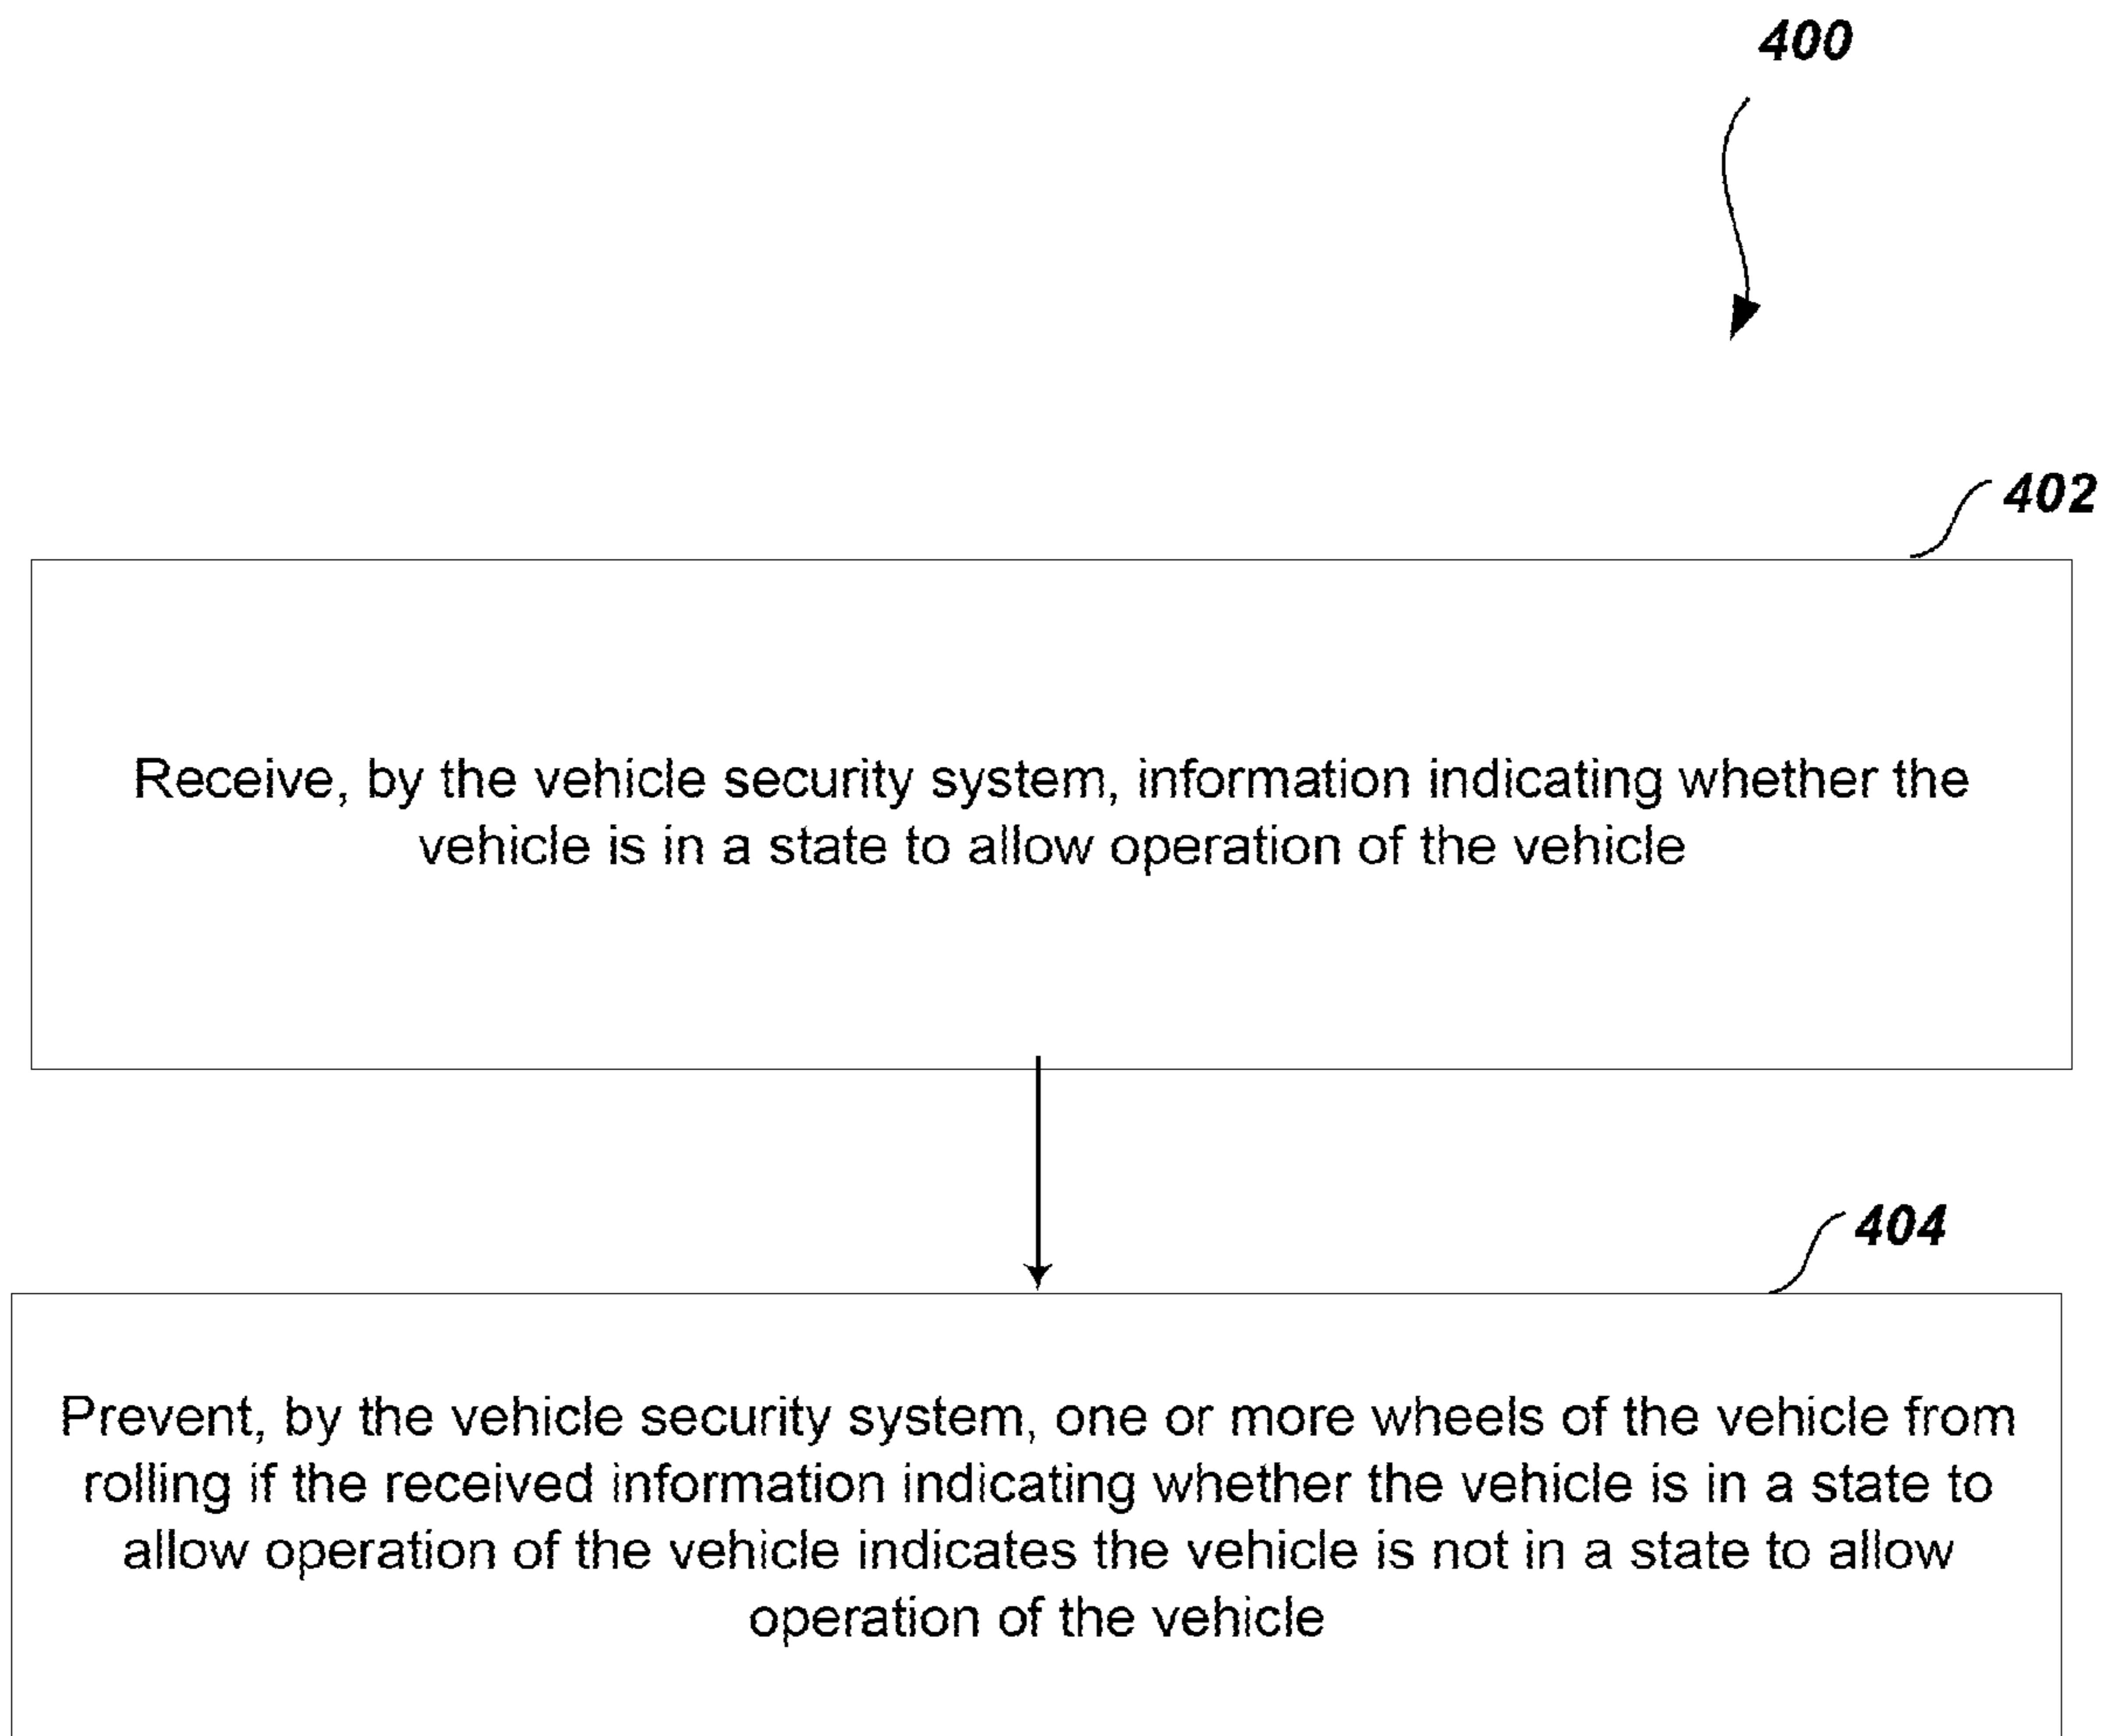 400
402
Receive, by the vehicle security system, information indicating whether the
vehicle is in a state to allow operation of the vehicle
404
Prevent, by the vehicle security system, one or more wheels of the vehicle from
rolling if the received information indicating whether the vehicle is in a state to
allow operation of the vehicle indicates the vehicle is not in a state to allow
operation of the vehicle